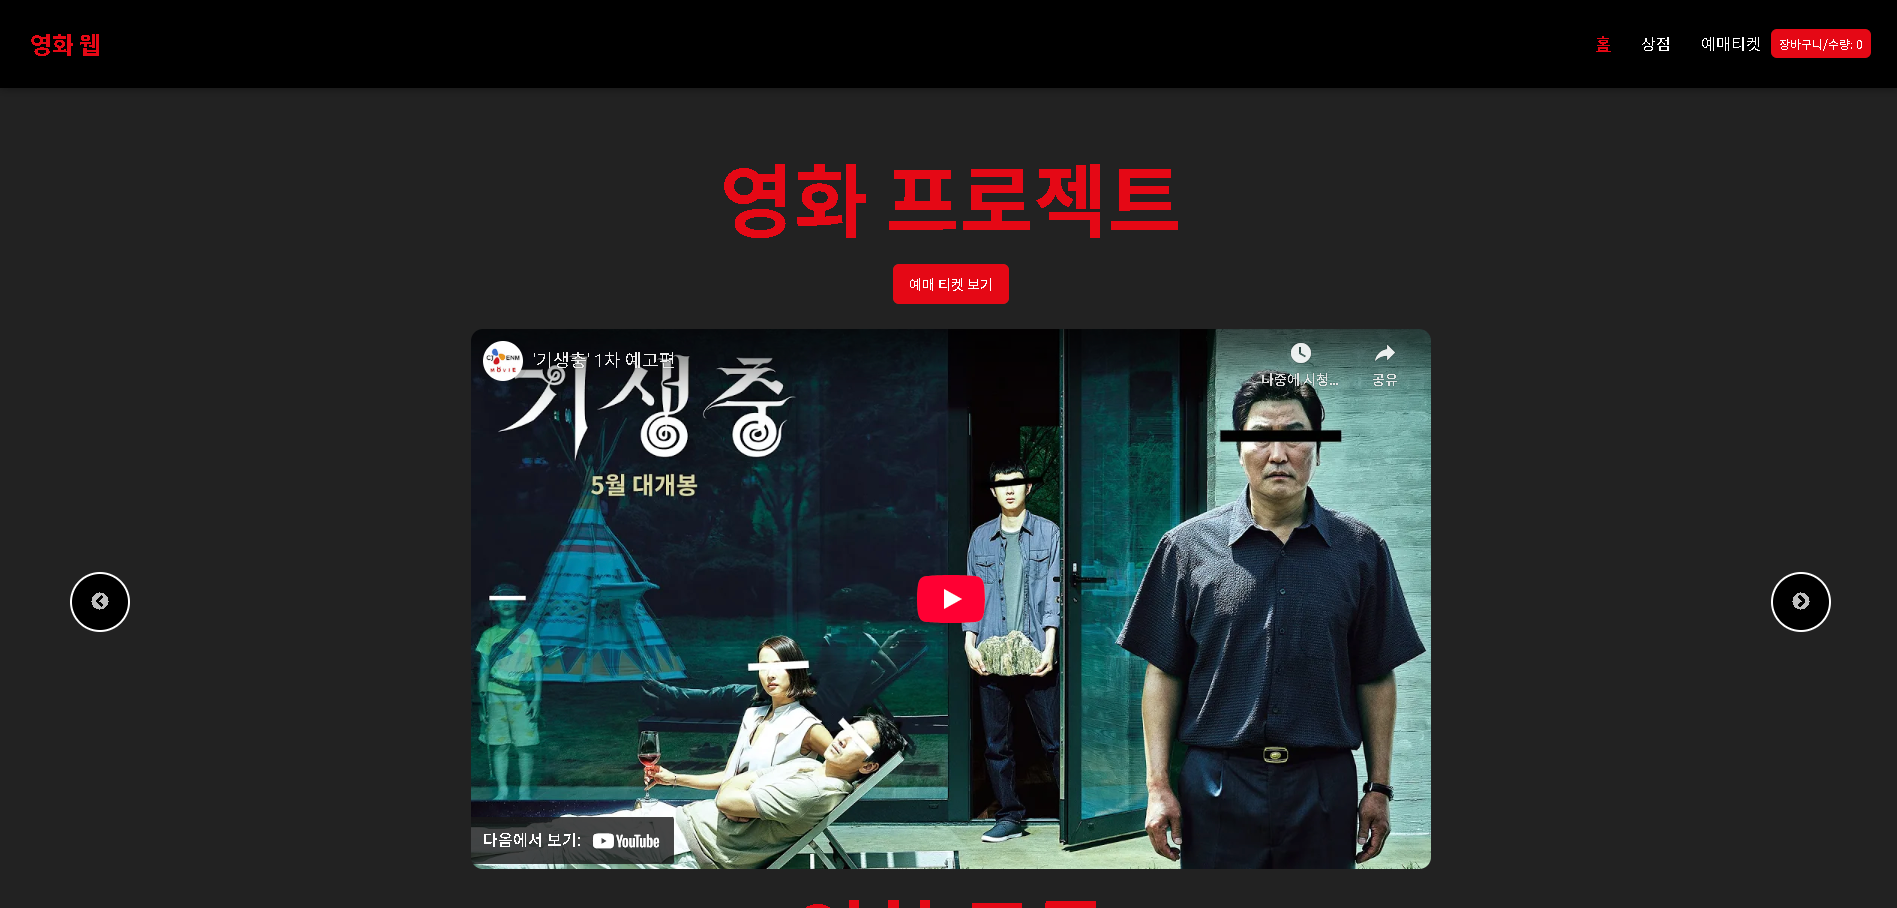 영화 웹
홈 상점 예매티켓 장바구니/수량: 0
영화 프로젝트
예매 티켓 보기
CJ ENM
MOVIE
'기생충' 1차 예고편
나중에 시청...
공유
기생충
5월 대개봉
다음에서 보기: YouTube